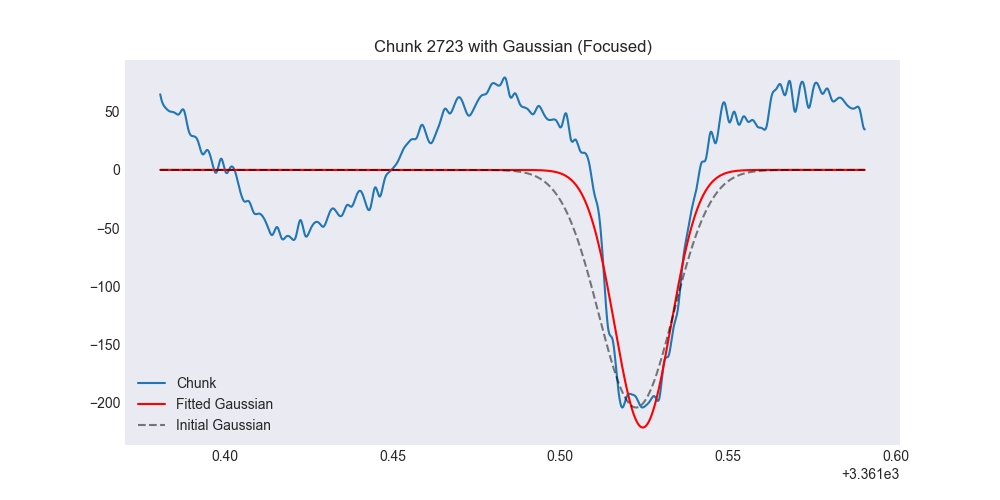 Chunk 2723 with Gaussian (Focused)
50
0
−50
−100
−150
−200
Chunk
Fitted Gaussian
Initial Gaussian
0.40 0.45 0.50 0.55 0.60
+3.361e3